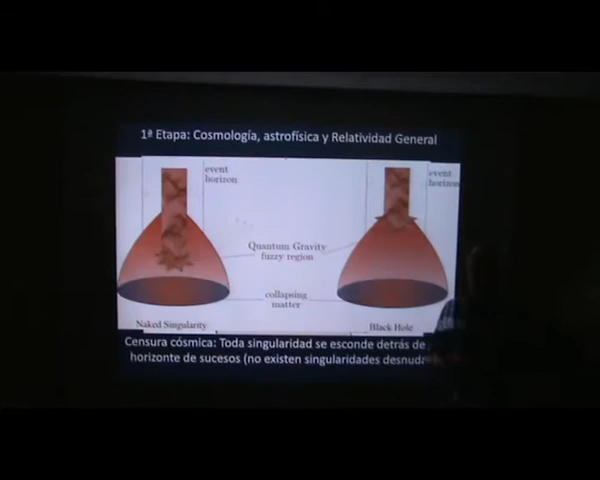 1ª Etapa: Cosmología, astrofísica y Relatividad General
event
horizon
event
horizon
Quantum Gravity
fuzzy region
collapsing
matter
Naked Singularity
Black Hole
Censura cósmica: Toda singularidad se esconde detrás de
horizonte de sucesos (no existen singularidades